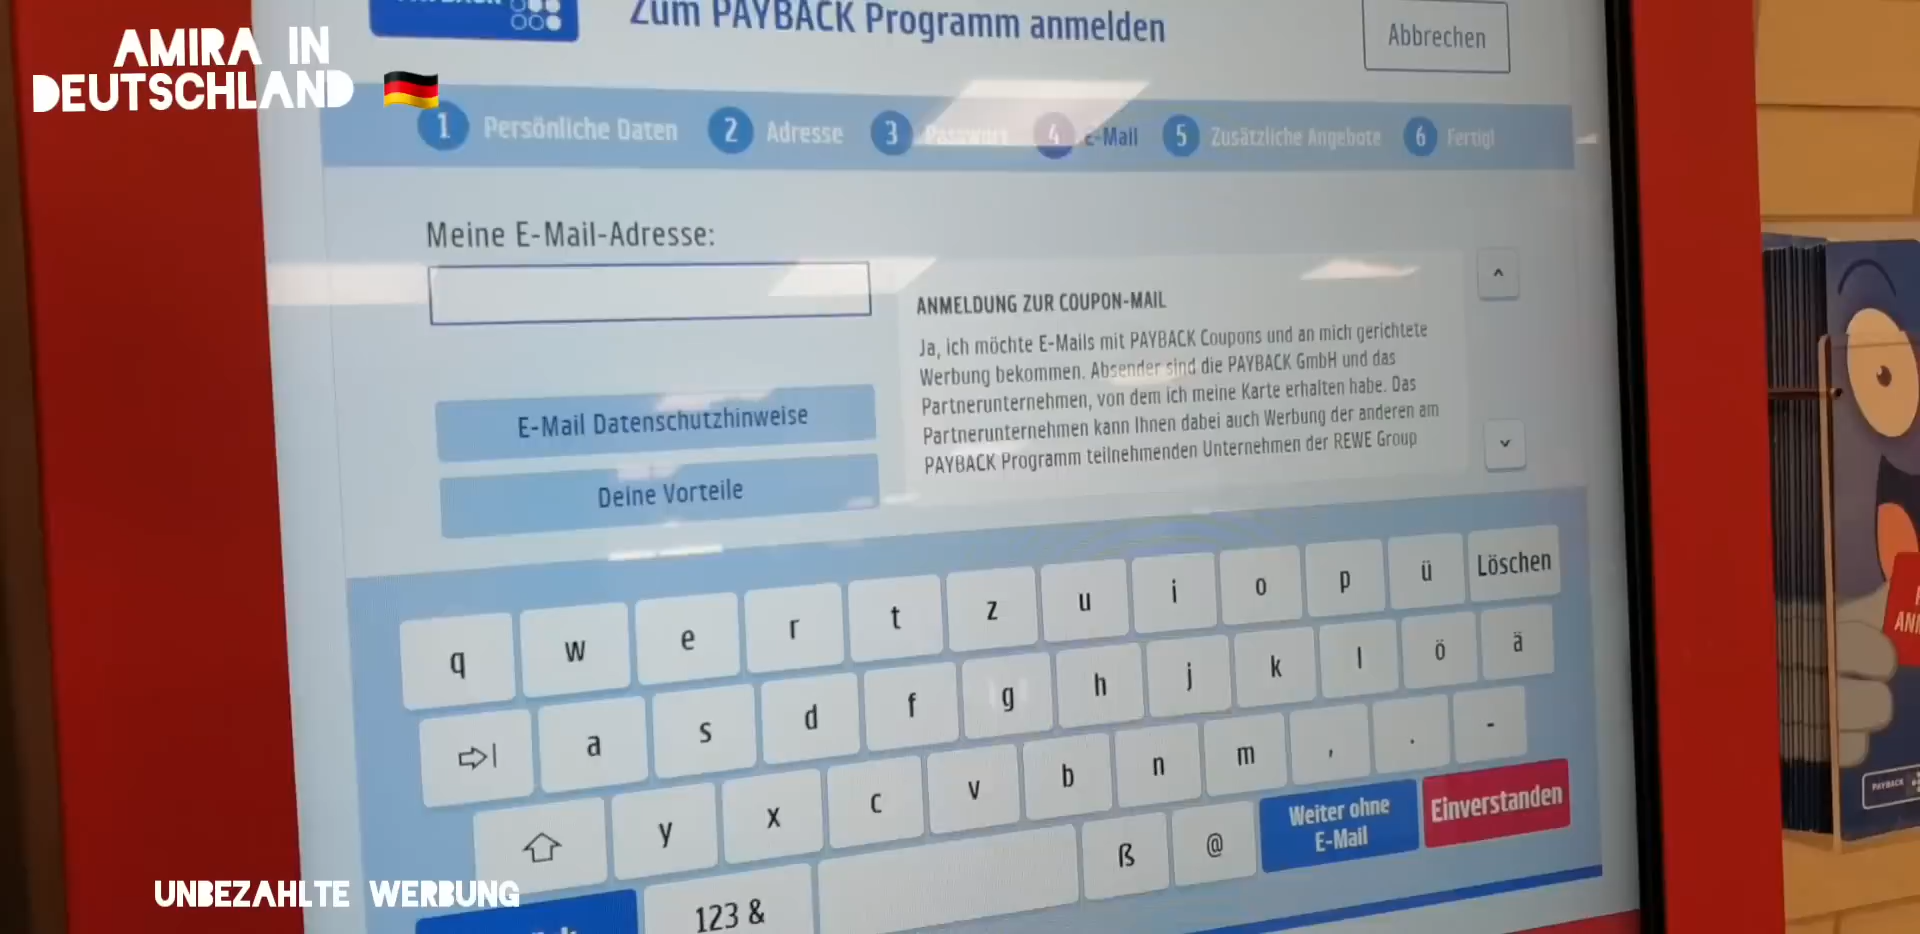 AMIRA IN
DEUTSCHLAND
Zum PAYBACK Programm anmelden
Abbrechen
1 Persönliche Daten 2 Adresse 3 Passwort 4 E-Mail 5 Zusätzliche Angebote 6 Fertig!
Meine E-Mail-Adresse:
E-Mail Datenschutzhinweise
Deine Vorteile
ANMELDUNG ZUR COUPON-MAIL
Ja, ich möchte E-Mails mit PAYBACK Coupons und an mich gerichtete
Werbung bekommen. Absender sind die PAYBACK GmbH und das
Partnerunternehmen, von dem ich meine Karte erhalten habe. Das
Partnerunternehmen kann Ihnen dabei auch Werbung der anderen am
PAYBACK Programm teilnehmenden Unternehmen der REWE Group
q w e r t z u i o p ü Löschen
a s d f g h j k l ö ä
y x c v b n m , . -
123 & ß @
Weiter ohne
E-Mail
Einverstanden
PAYBACK
UNBEZAHLTE WERBUNG